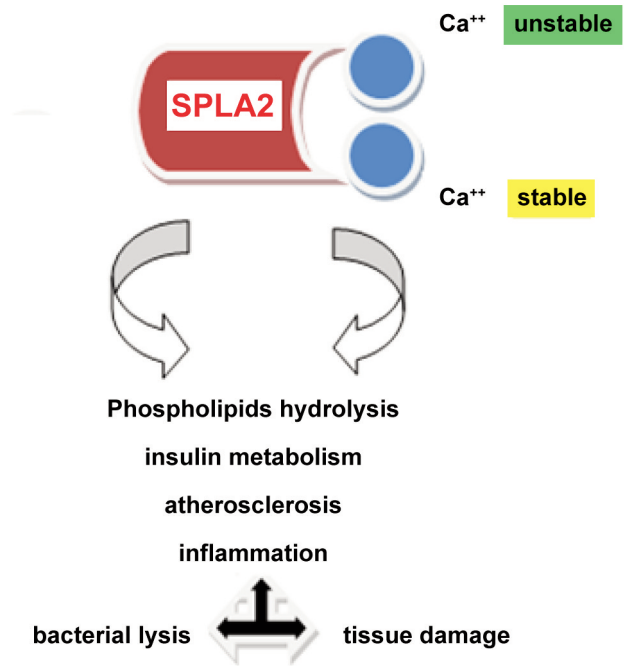 Ca⁺⁺ unstable
SPLA2
Ca⁺⁺ stable
Phospholipids hydrolysis
insulin metabolism
atherosclerosis
inflammation
bacterial lysis tissue damage